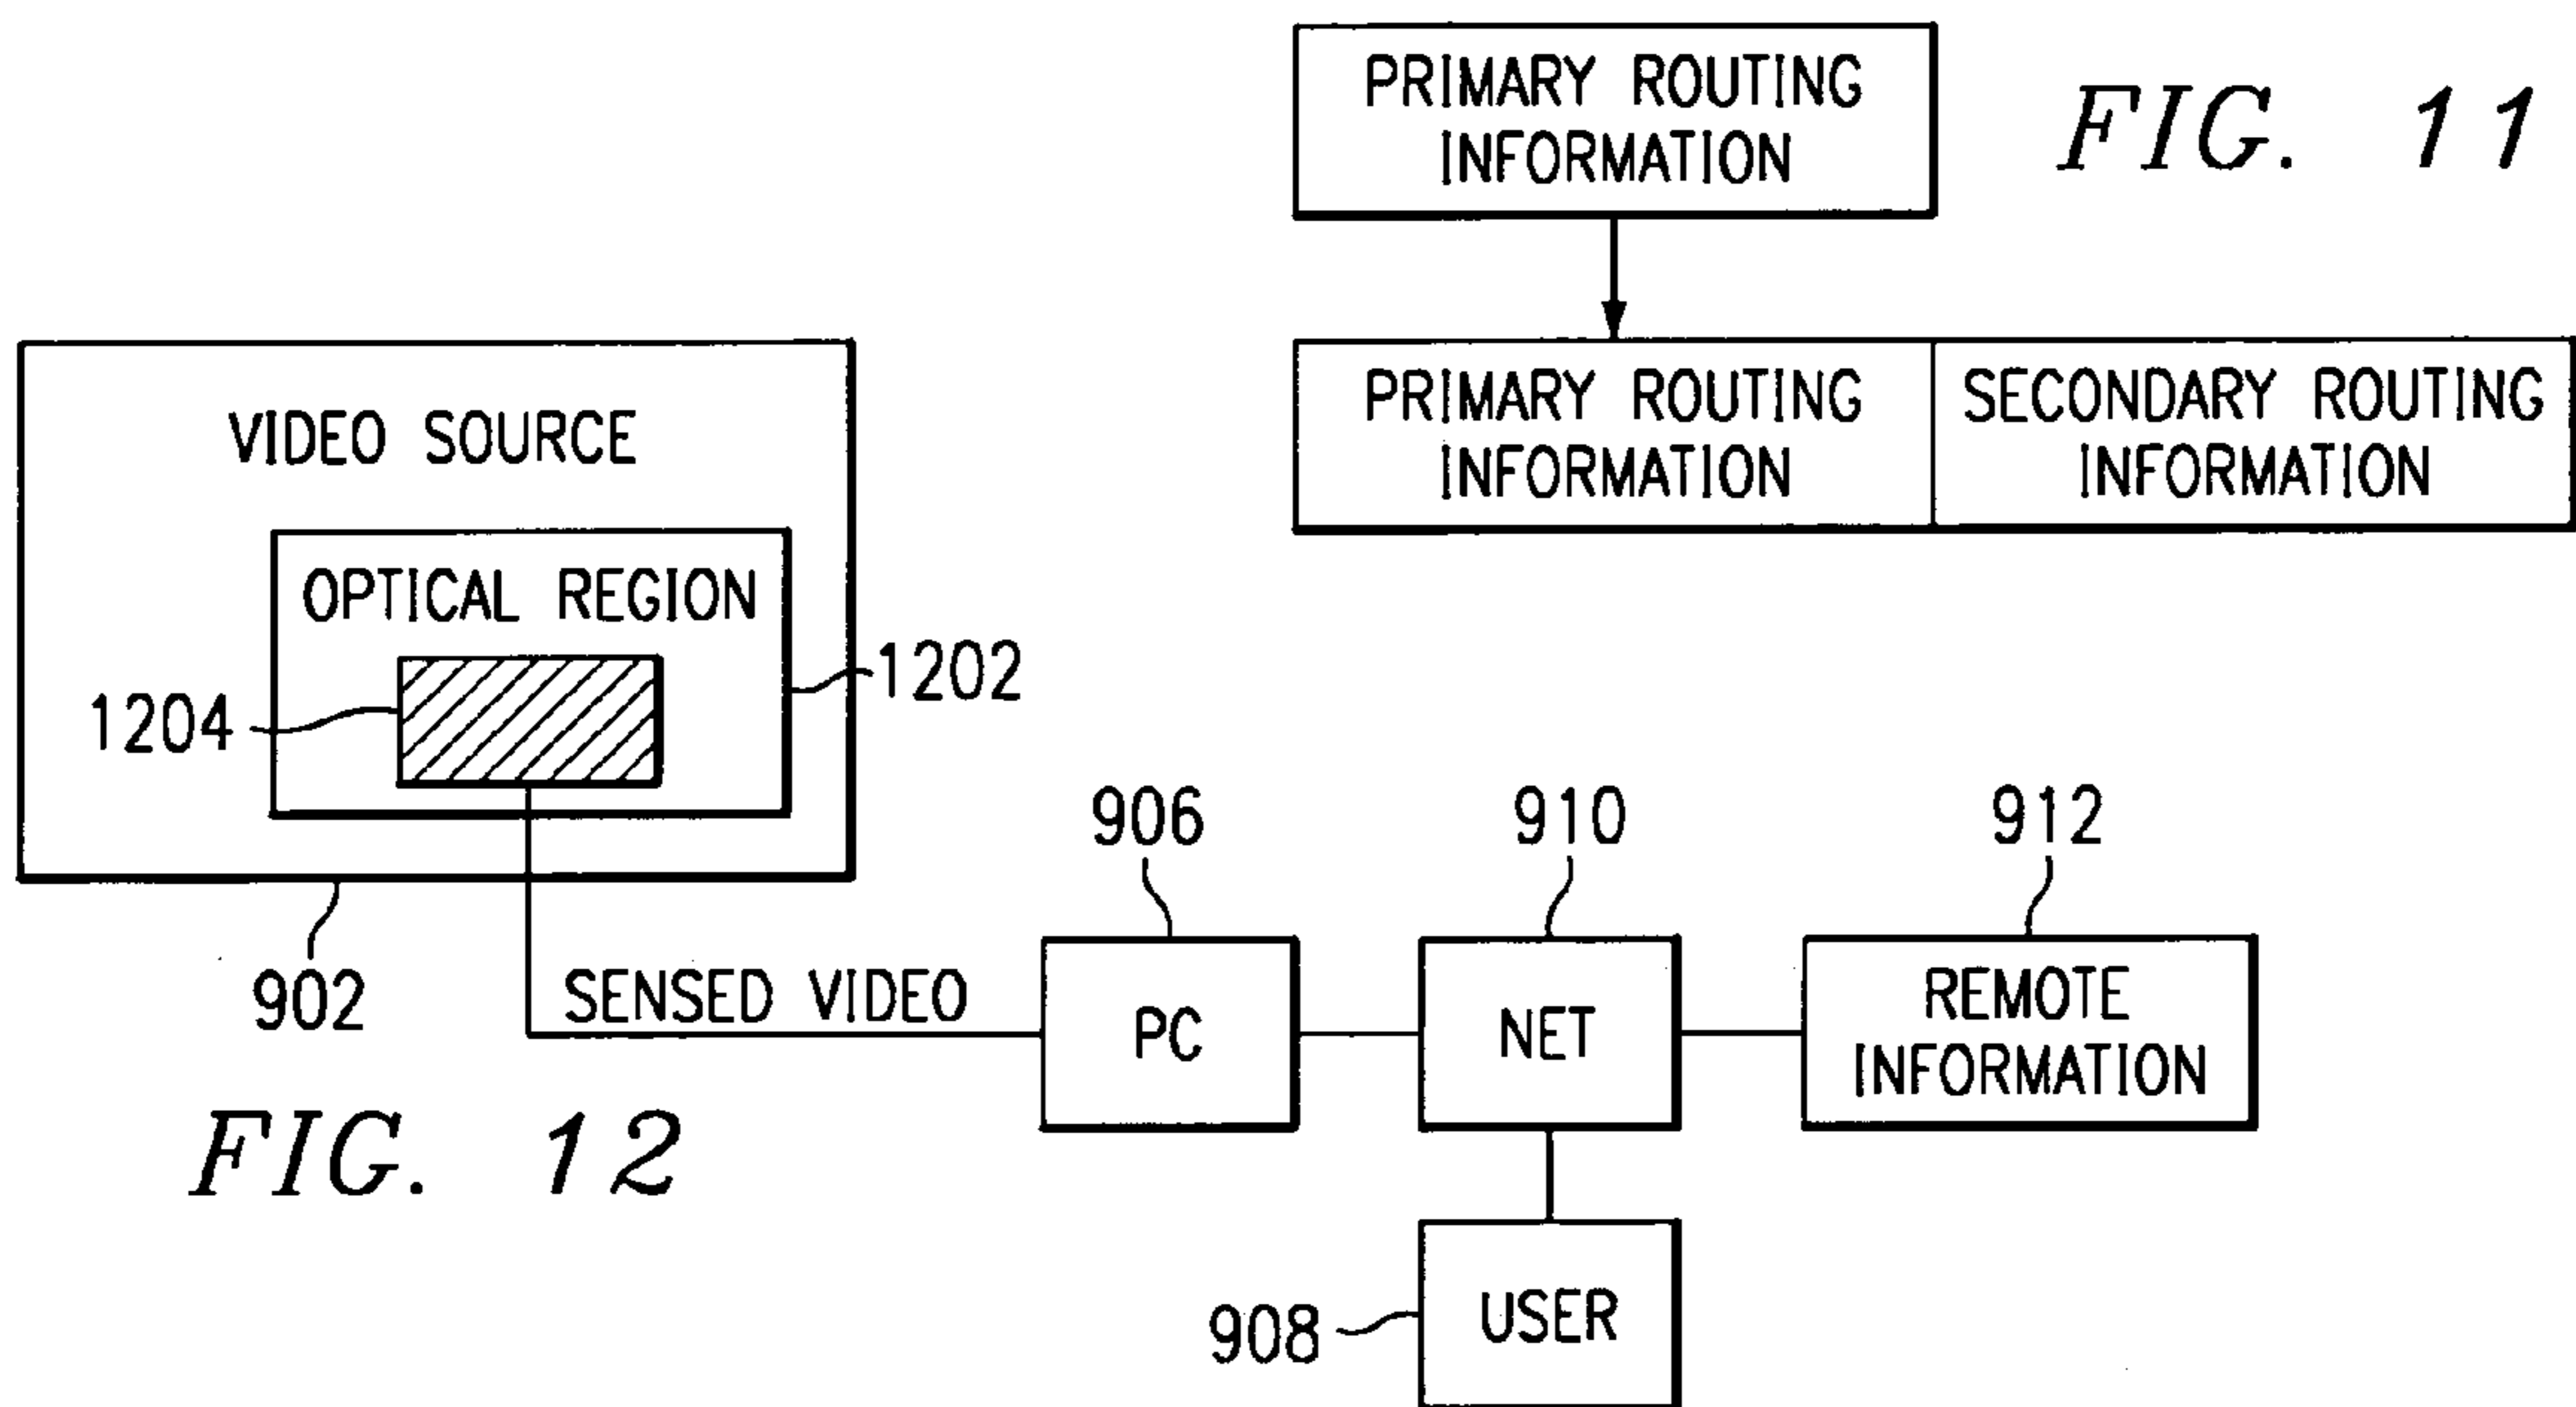 PRIMARY ROUTING
INFORMATION
FIG. 11
PRIMARY ROUTING
INFORMATION
SECONDARY ROUTING
INFORMATION
VIDEO SOURCE
OPTICAL REGION
1202
1204
902
SENSED VIDEO
906
PC
910
NET
912
REMOTE
INFORMATION
908
USER
FIG. 12